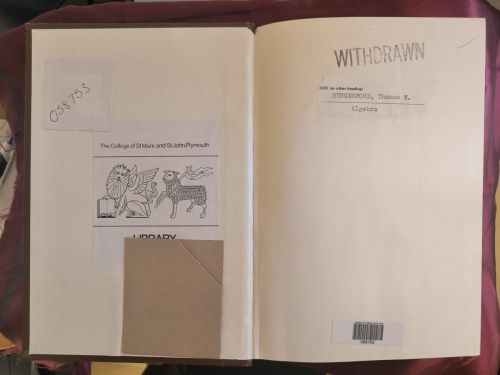 058753
The College of St Mark and St John, Plymouth
LIBRARY
WITHDRAWN
HUNGERFORD, Thomas W.
Algebra